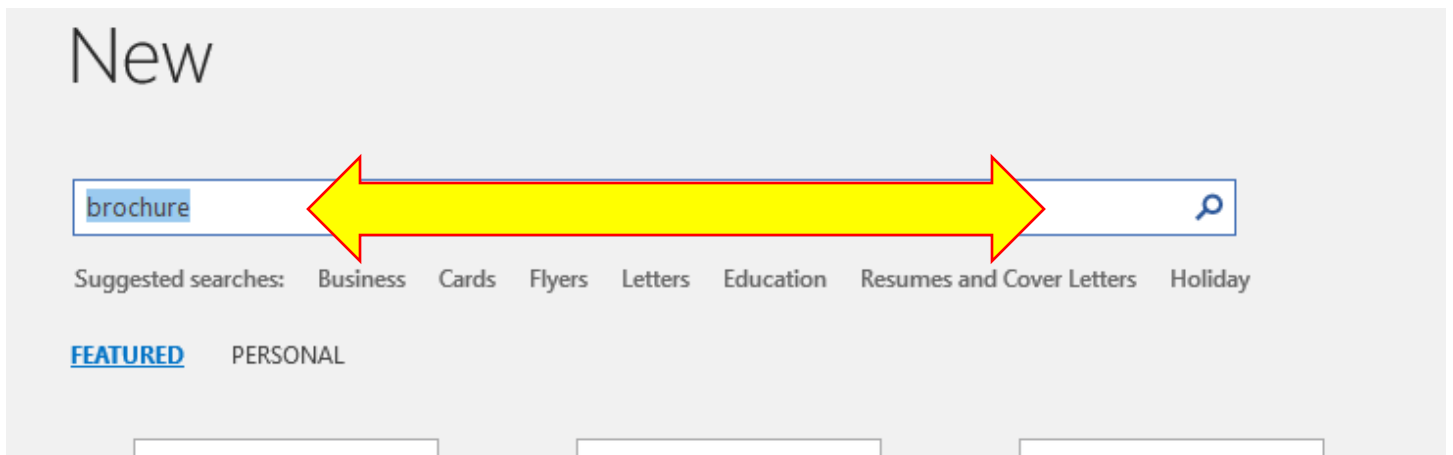 New
brochure
Suggested searches: Business Cards Flyers Letters Education Resumes and Cover Letters Holiday
FEATURED PERSONAL